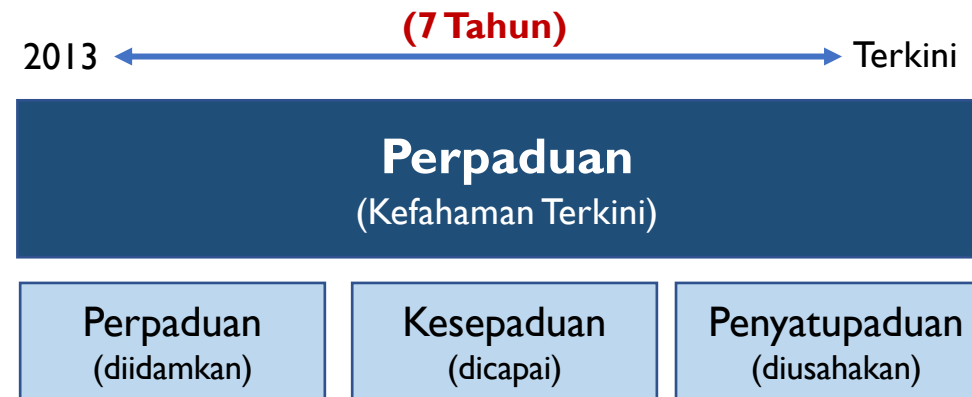 (7 Tahun)
2013 Terkini
Perpaduan
(Kefahaman Terkini)
Perpaduan
(diidamkan)
Kesepaduan
(dicapai)
Penyatupaduan
(diusahakan)